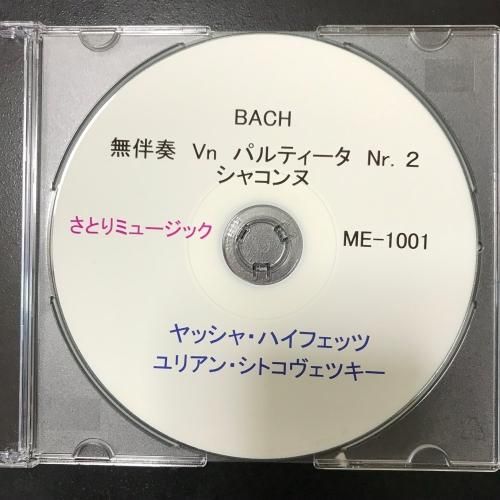 BACH
無伴奏 Vn パルティータ Nr. 2
シャコンヌ
さとりミュージック
ME-1001
ヤッシャ・ハイフェッツ
ユリアン・シトコヴェツキー